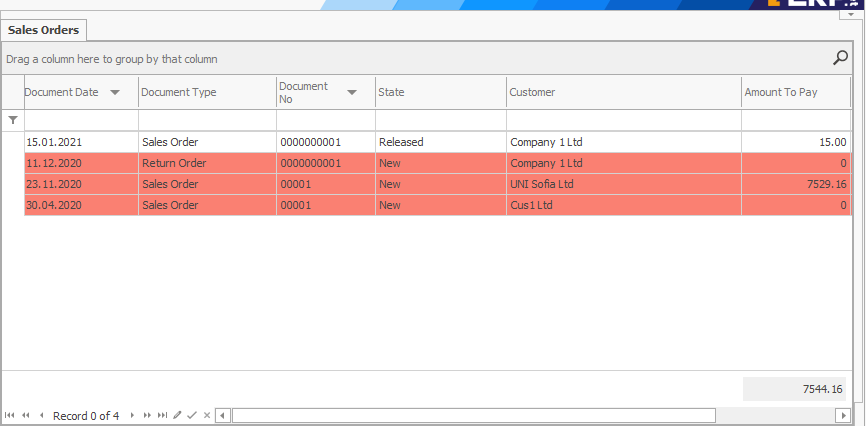 Sales Orders
Drag a column here to group by that column
Document Date Document Type Document No State Customer Amount To Pay
15.01.2021 Sales Order 0000000001 Released Company 1 Ltd 15.00
11.12.2020 Return Order 0000000001 New Company 1 Ltd 0
23.11.2020 Sales Order 00001 New UNI Sofia Ltd 7529.16
30.04.2020 Sales Order 00001 New Cus1 Ltd 0
7544.16
Record 0 of 4